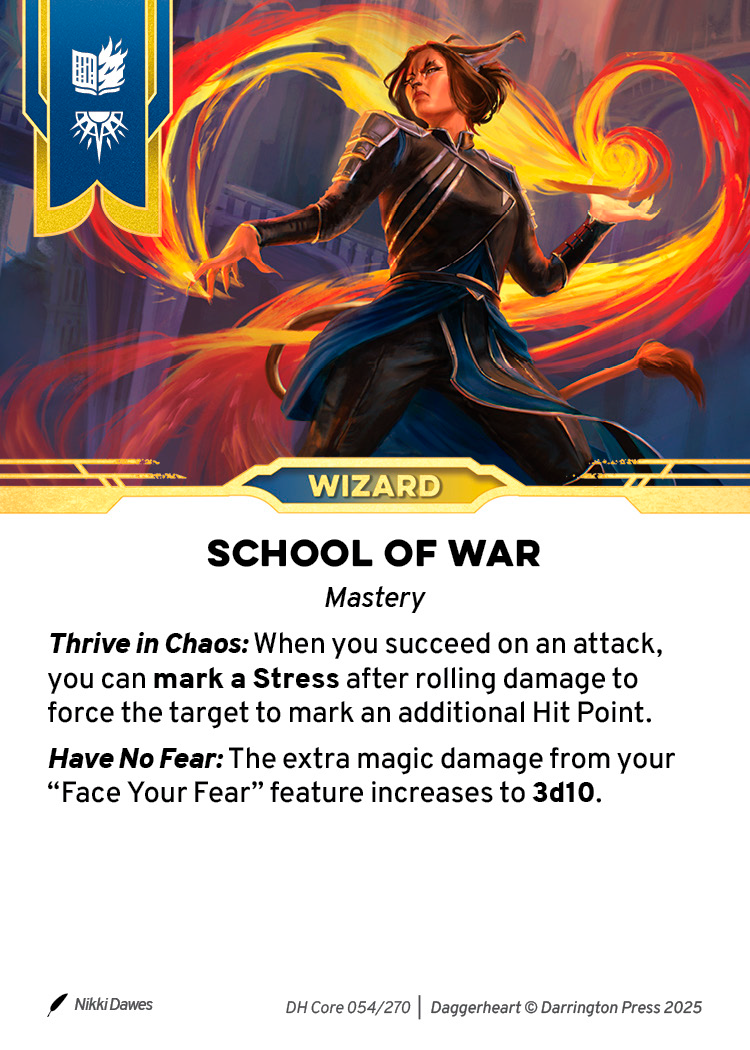 WIZARD
SCHOOL OF WAR
Mastery
Thrive in Chaos: When you succeed on an attack,
you can mark a Stress after rolling damage to
force the target to mark an additional Hit Point.
Have No Fear: The extra magic damage from your
“Face Your Fear” feature increases to 3d10.
Nikki Dawes
DH Core 054/270 | Daggerheart © Darrington Press 2025